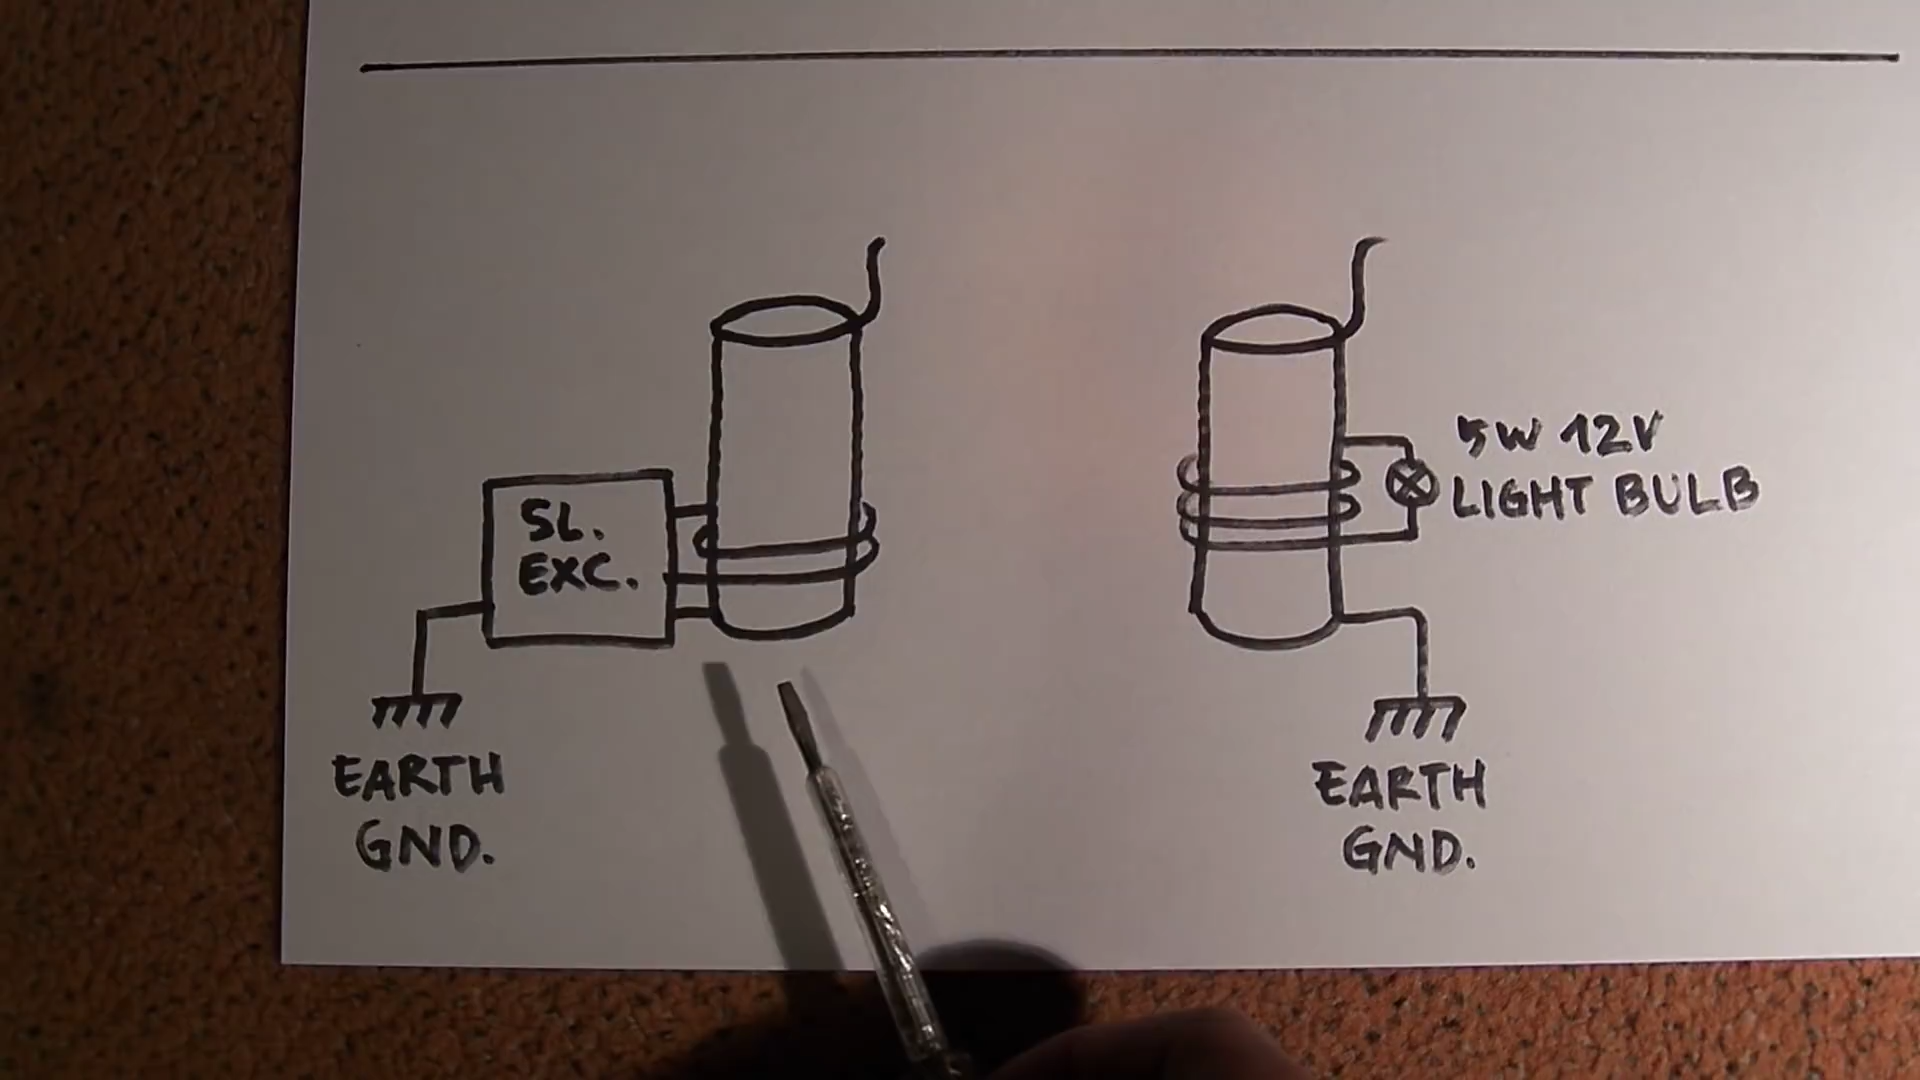 SL.
EXC.
EARTH
GND.
5W 12V
LIGHT BULB
EARTH
GND.